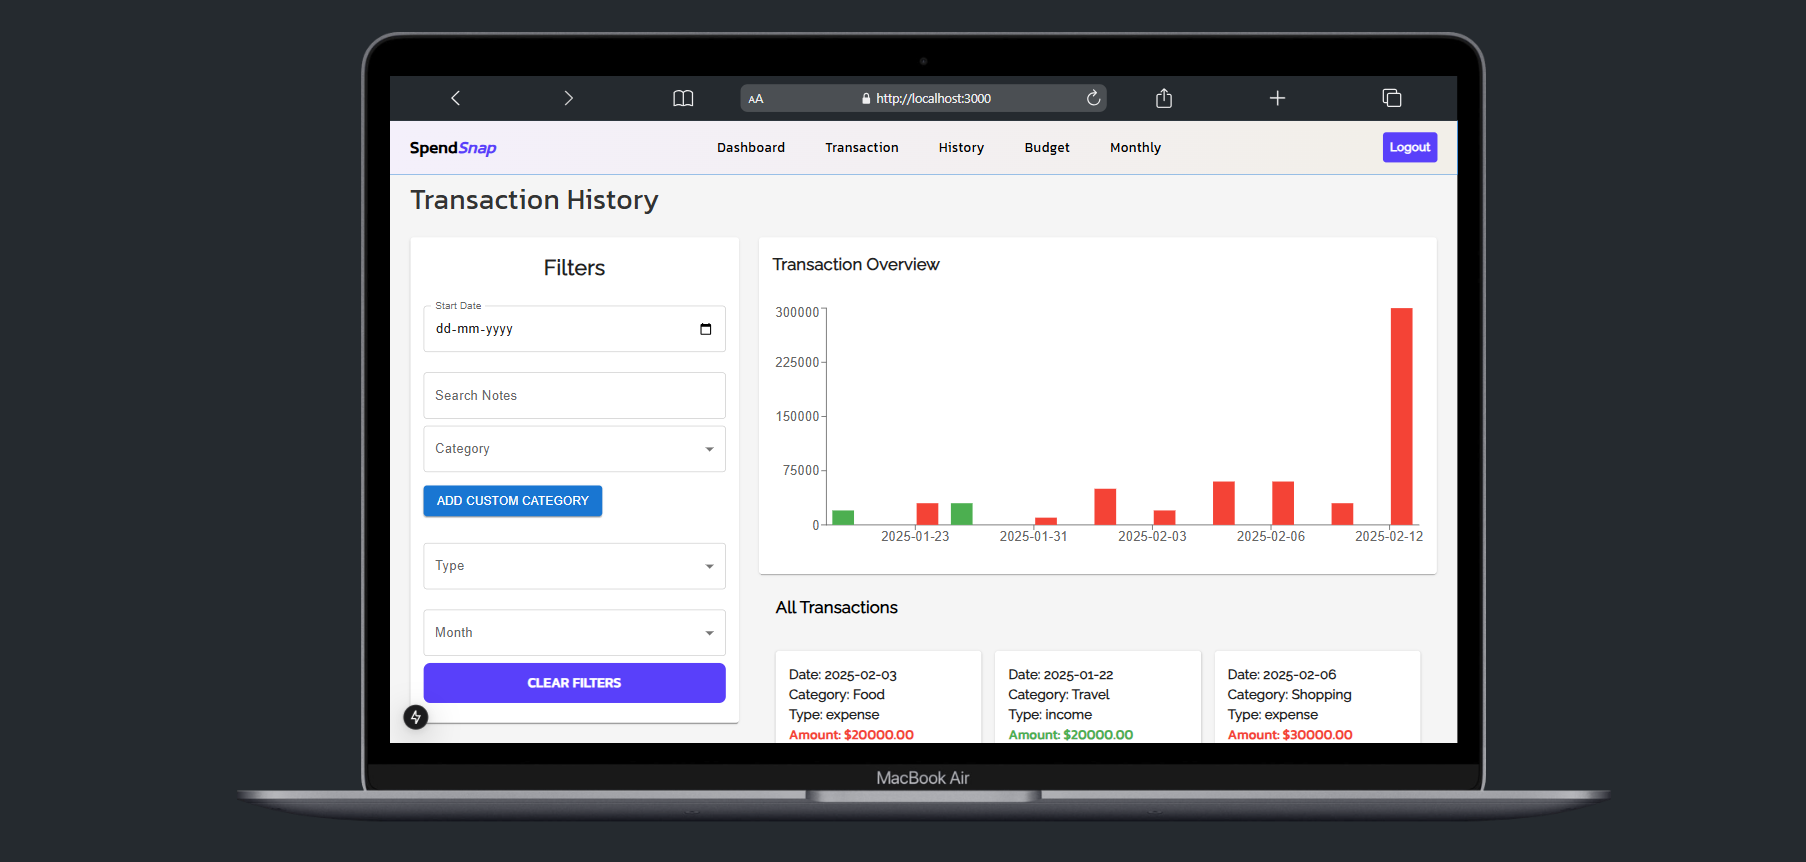 AA
http://localhost:3000
SpendSnap
Dashboard
Transaction
History
Budget
Monthly
Logout
Transaction History
Filters
Start Date
dd-mm-yyyy
Search Notes
Category
ADD CUSTOM CATEGORY
Type
Month
CLEAR FILTERS
Transaction Overview
300000
225000
150000
75000
0
2025-01-23
2025-01-31
2025-02-03
2025-02-06
2025-02-12
All Transactions
Date: 2025-02-03
Category: Food
Type: expense
Amount: $20000.00
Date: 2025-01-22
Category: Travel
Type: income
Amount: $20000.00
Date: 2025-02-06
Category: Shopping
Type: expense
Amount: $30000.00
MacBook Air